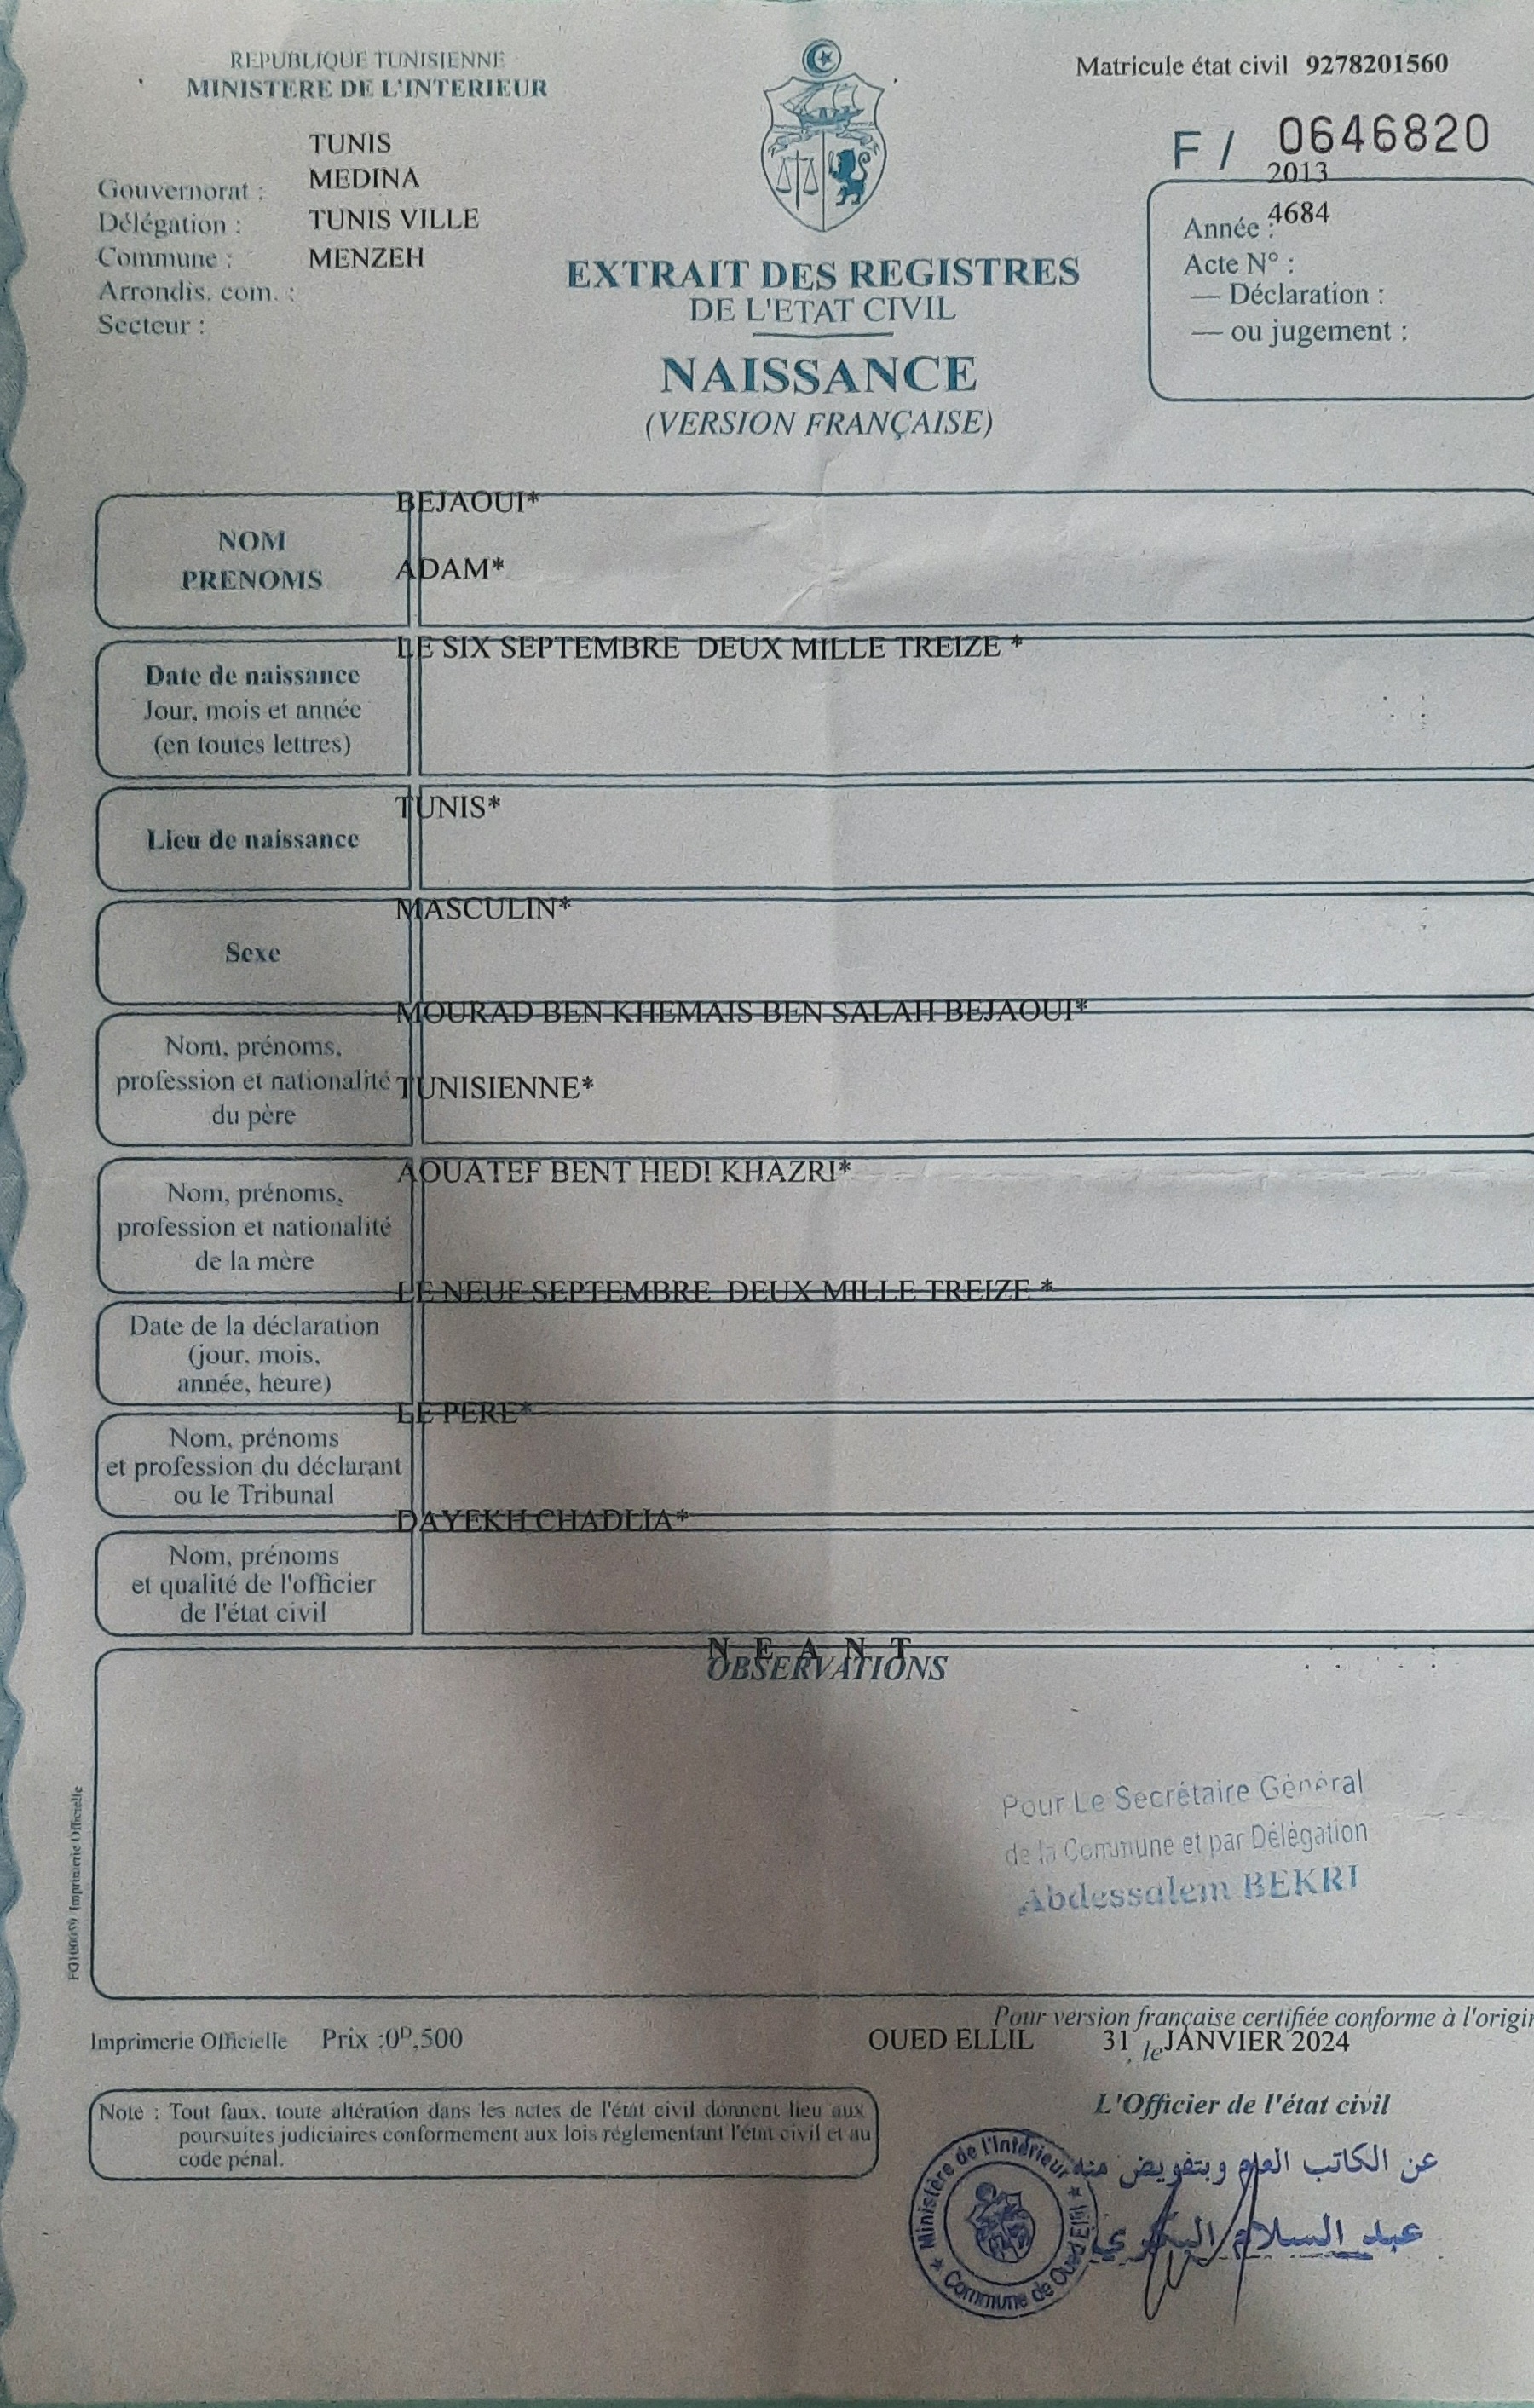 REPUBLIQUE TUNISIENNE
MINISTERE DE L'INTERIEUR
Matricule état civil 9278201560
F / 0646820
TUNIS
MEDINA
TUNIS VILLE
MENZEH
Gouvernorat :
Délégation :
Commune :
Arrondis. com. :
Secteur :
2013
4684
Année :
Acte N° :
— Déclaration :
— ou jugement :
EXTRAIT DES REGISTRES
DE L'ETAT CIVIL
NAISSANCE
(VERSION FRANÇAISE)
NOM
PRENOMS
BEJAOUI*
ADAM*
Date de naissance
Jour, mois et année
(en toutes lettres)
LE SIX SEPTEMBRE DEUX MILLE TREIZE *
Lieu de naissance
TUNIS*
Sexe
MASCULIN*
Nom, prénoms,
profession et nationalité
du père
MOURAD BEN KHEMAIS BEN SALAH BEJAOUI*
TUNISIENNE*
Nom, prénoms,
profession et nationalité
de la mère
AOUATEF BENT HEDI KHAZRI*
Date de la déclaration
(jour, mois,
année, heure)
LE NEUF SEPTEMBRE DEUX MILLE TREIZE *
Nom, prénoms
et profession du déclarant
ou le Tribunal
LE PERE*
Nom, prénoms
et qualité de l'officier
de l'état civil
DAYEKH CHADLIA*
N E A N T
OBSERVATIONS
Pour Le Secrétaire Général
de la Commune et par Délégation
Abdessalem BEKRI
Imprimerie Officielle
Imprimerie Officielle Prix :0D,500
Pour version française certifiée conforme à
OUED ELLIL 31 , le JANVIER 2024
L'Officier de l'état civil
Note : Tout faux, toute altération dans les actes de l'état civil donnent lieu aux
poursuites judiciaires conformement aux lois réglementant l'état civil et au
code pénal.
عن الكاتب العام وبتفويض منه
عبد السلام البكري
Ministère de l'Intérieur
Commune de Oued Ellil